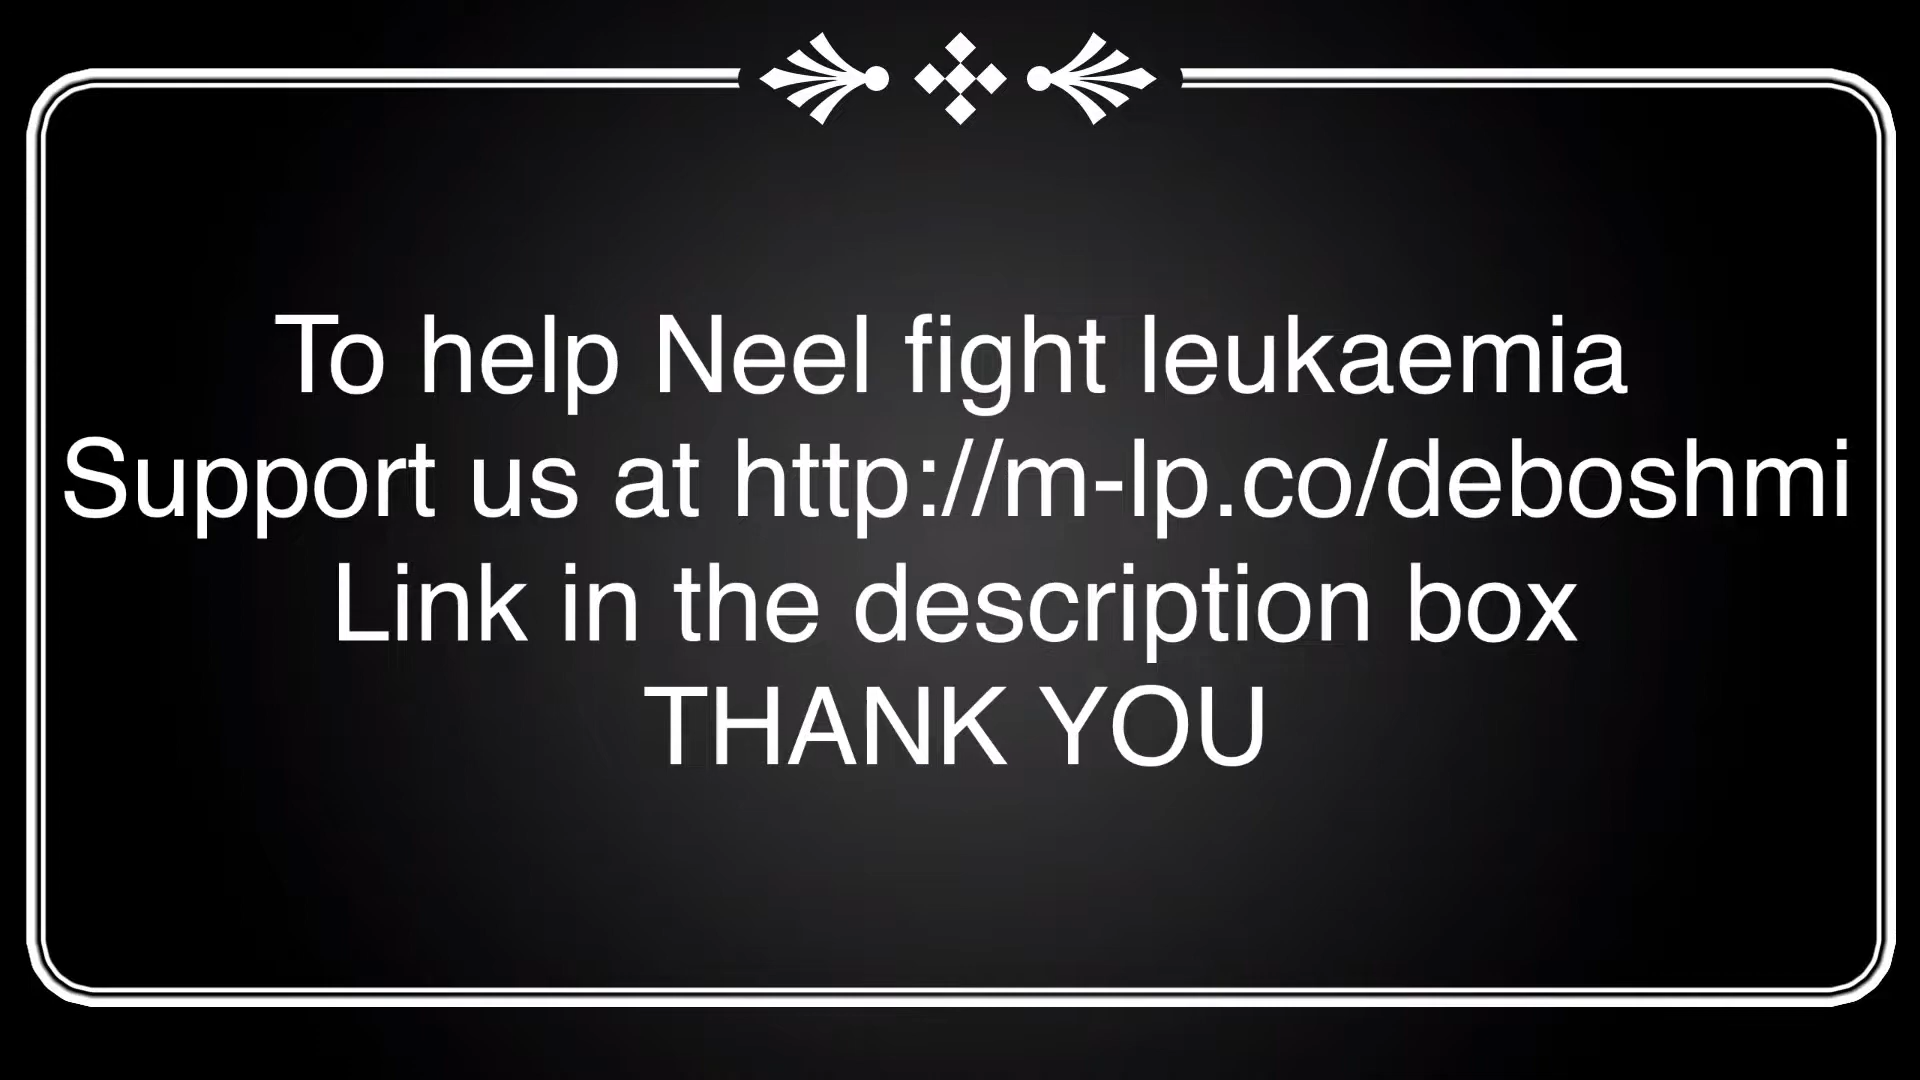 To help Neel fight leukaemia
Support us at http://m-lp.co/deboshmi
Link in the description box
THANK YOU